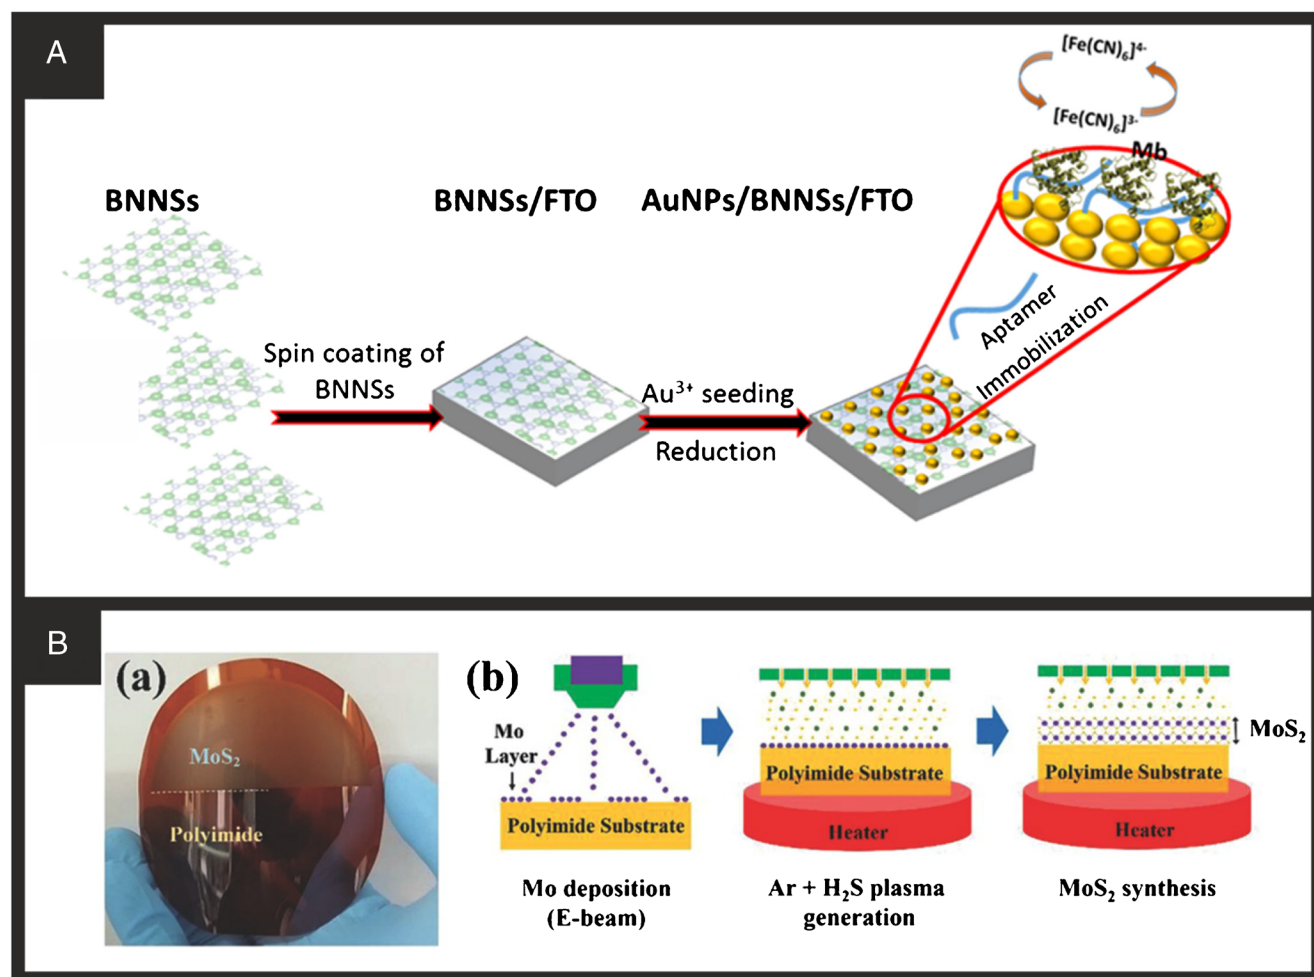 A
[Fe(CN)₆]⁴⁻
[Fe(CN)₆]³⁻
Mb
BNNSs
BNNSs/FTO
AuNPs/BNNSs/FTO
Aptamer
Immobilization
Spin coating of
BNNSs
Au³⁺ seeding
Reduction
B
(a)
MoS₂
Polyimide
(b)
Mo
Layer
Polyimide Substrate
Mo deposition
(E-beam)
Polyimide Substrate
Heater
Ar + H₂S plasma
generation
MoS₂
Polyimide Substrate
Heater
MoS₂ synthesis